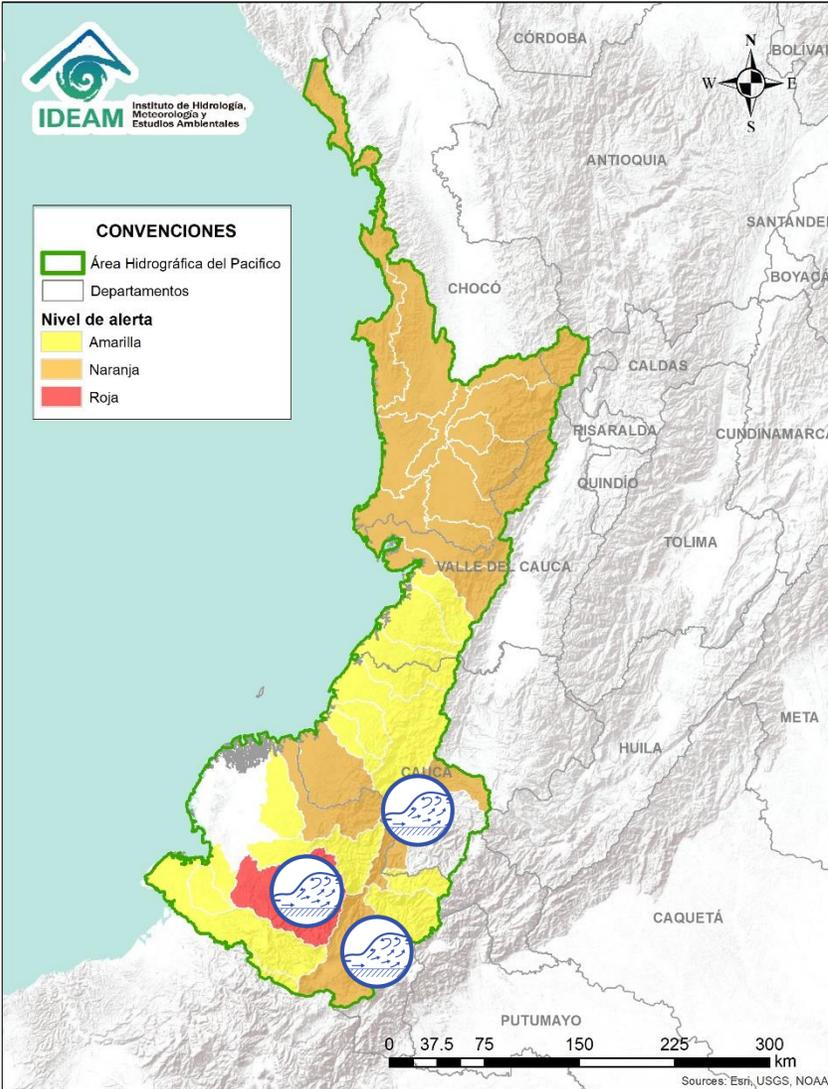 CÓRDOBA
N
BOLÍVA
W
E
S
IDEAM
Instituto de Hidrología,
Meteorología y
Estudios Ambientales
ANTIOQUIA
SANTANDER
CONVENCIONES
Área Hidrográfica del Pacifico
BOYACÁ
Departamentos
CHOCÓ
Nivel de alerta
Amarilla
Naranja
Roja
CALDAS
RISARALDA
CUNDINAMARCA
QUINDÍO
TOLIMA
VALLE DEL CAUCA
META
HUILA
CAUCA
CAQUETÁ
PUTUMAYO
0 37.5 75 150 225 300
km
Sources: Esri, USGS, NOAA